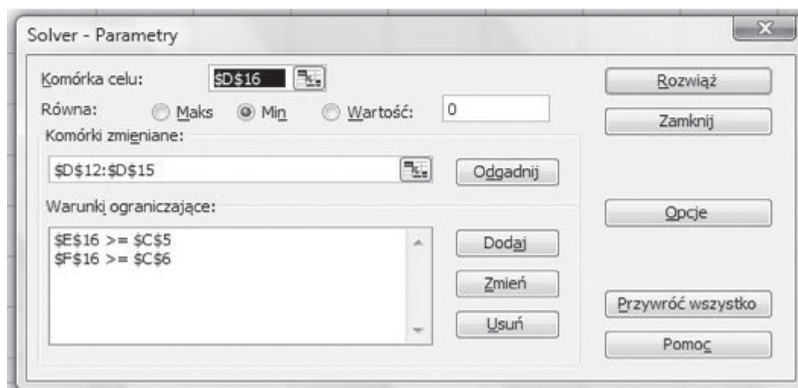 Solver - Parametry
Komórka celu: $D$16
Równa: Maks Min Wartość: 0
Komórki zmieniane:
$D$12:$D$15 Odgadnij
Warunki ograniczające:
$E$16 >= $C$5
$F$16 >= $C$6
Dodaj
Zmień
Usuń
Rozwiąż
Zamknij
Opcje
Przywróć wszystko
Pomoc